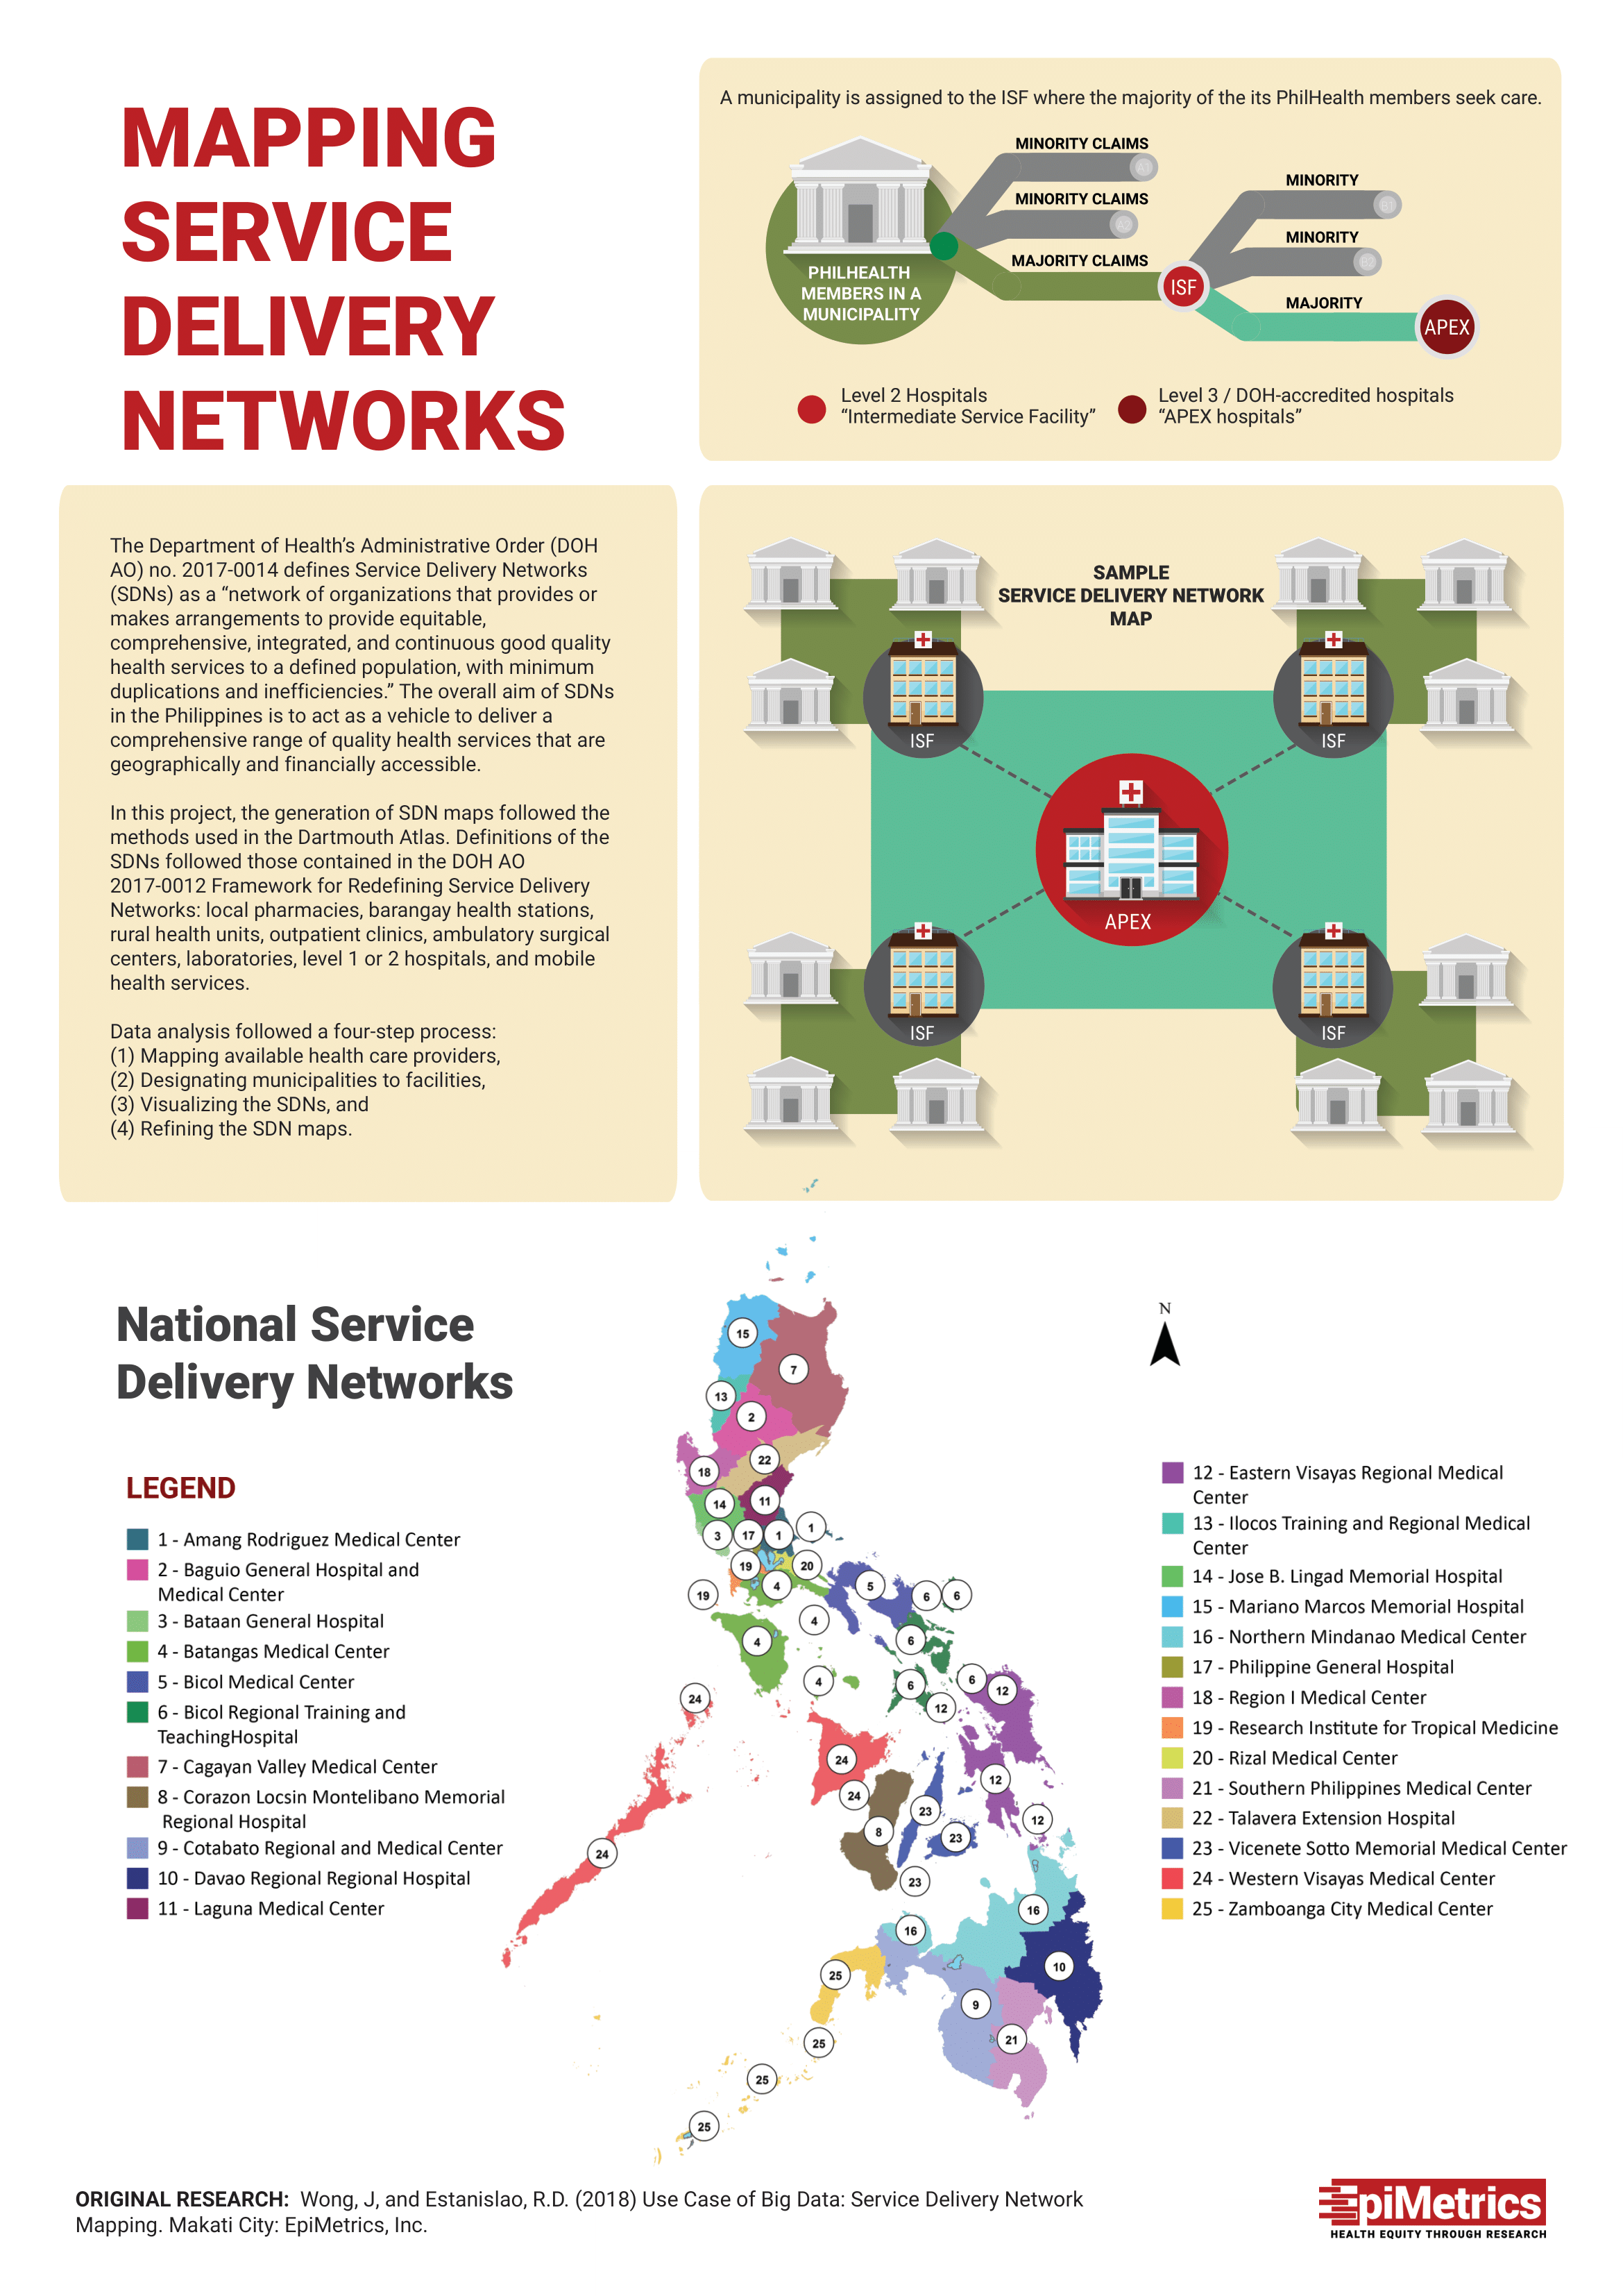 MAPPING
SERVICE
DELIVERY
NETWORKS
A municipality is assigned to the ISF where the majority of the its PhilHealth members seek care.
MINORITY CLAIMS
A1
MINORITY CLAIMS
A2
MAJORITY CLAIMS
PHILHEALTH
MEMBERS IN A
MUNICIPALITY
ISF
MINORITY
B1
MINORITY
B2
MAJORITY
APEX
Level 2 Hospitals
“Intermediate Service Facility”
Level 3 / DOH-accredited hospitals
“APEX hospitals”
The Department of Health’s Administrative Order (DOH
AO) no. 2017-0014 defines Service Delivery Networks
(SDNs) as a “network of organizations that provides or
makes arrangements to provide equitable,
comprehensive, integrated, and continuous good quality
health services to a defined population, with minimum
duplications and inefficiencies.” The overall aim of SDNs
in the Philippines is to act as a vehicle to deliver a
comprehensive range of quality health services that are
geographically and financially accessible.
In this project, the generation of SDN maps followed the
methods used in the Dartmouth Atlas. Definitions of the
SDNs followed those contained in the DOH AO
2017-0012 Framework for Redefining Service Delivery
Networks: local pharmacies, barangay health stations,
rural health units, outpatient clinics, ambulatory surgical
centers, laboratories, level 1 or 2 hospitals, and mobile
health services.
Data analysis followed a four-step process:
(1) Mapping available health care providers,
(2) Designating municipalities to facilities,
(3) Visualizing the SDNs, and
(4) Refining the SDN maps.
SAMPLE
SERVICE DELIVERY NETWORK
MAP
ISF
ISF
APEX
ISF
ISF
National Service
Delivery Networks
LEGEND
1 - Amang Rodriguez Medical Center
2 - Baguio General Hospital and
Medical Center
3 - Bataan General Hospital
4 - Batangas Medical Center
5 - Bicol Medical Center
6 - Bicol Regional Training and
TeachingHospital
7 - Cagayan Valley Medical Center
8 - Corazon Locsin Montelibano Memorial
Regional Hospital
9 - Cotabato Regional and Medical Center
10 - Davao Regional Regional Hospital
11 - Laguna Medical Center
N
15
7
13
2
22
18
14
11
3
17
1
1
19
20
4
19
5
6
6
4
4
6
4
6
6
12
12
24
24
24
12
23
12
8
23
24
23
16
16
10
25
9
21
25
25
25
12 - Eastern Visayas Regional Medical
Center
13 - Ilocos Training and Regional Medical
Center
14 - Jose B. Lingad Memorial Hospital
15 - Mariano Marcos Memorial Hospital
16 - Northern Mindanao Medical Center
17 - Philippine General Hospital
18 - Region I Medical Center
19 - Research Institute for Tropical Medicine
20 - Rizal Medical Center
21 - Southern Philippines Medical Center
22 - Talavera Extension Hospital
23 - Vicenete Sotto Memorial Medical Center
24 - Western Visayas Medical Center
25 - Zamboanga City Medical Center
ORIGINAL RESEARCH: Wong, J, and Estanislao, R.D. (2018) Use Case of Big Data: Service Delivery Network
Mapping. Makati City: EpiMetrics, Inc.
EpiMetrics
HEALTH EQUITY THROUGH RESEARCH